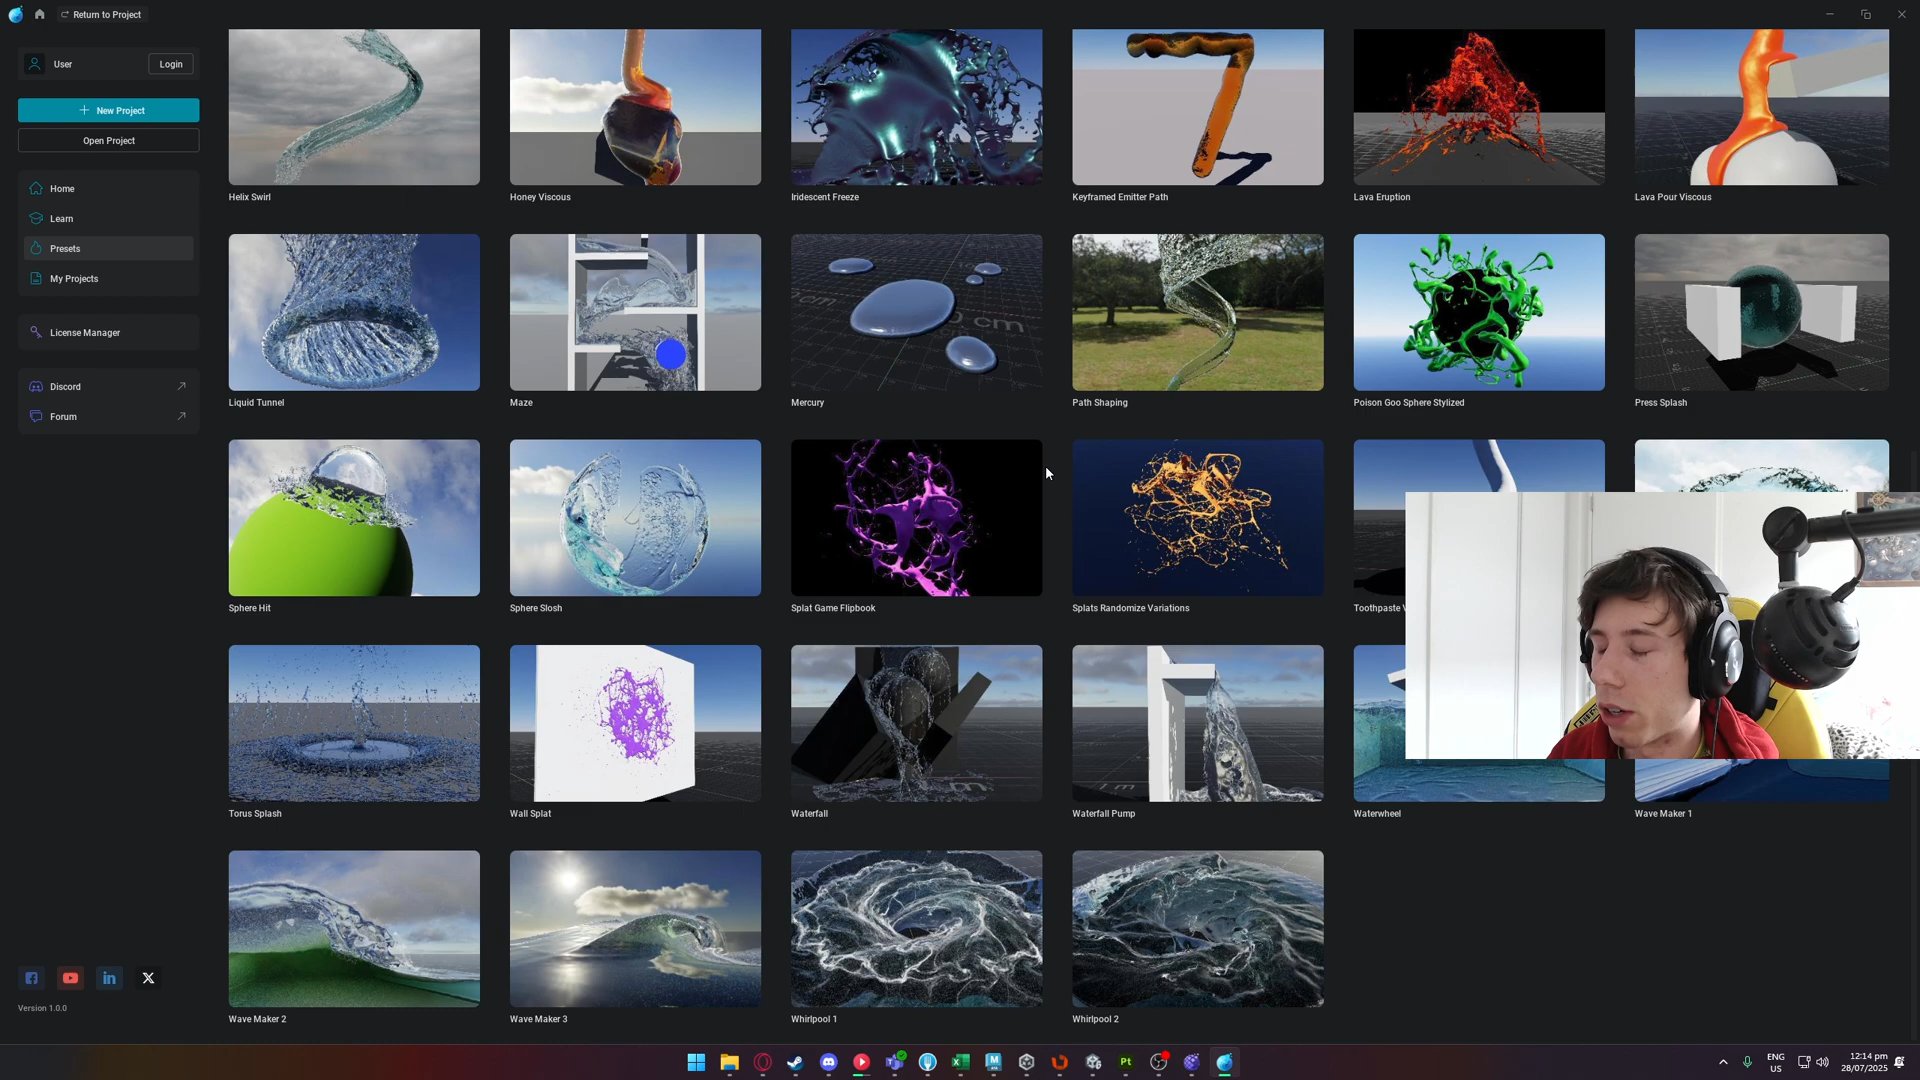 Return to Project
User
Login
New Project
Open Project
Home
Learn
Presets
My Projects
License Manager
Discord
Forum
Version 1.0.0
Helix Swirl
Honey Viscous
Iridescent Freeze
Keyframed Emitter Path
Lava Eruption
Lava Pour Viscous
cm
Liquid Tunnel
Maze
Mercury
Path Shaping
Poison Goo Sphere Stylized
Press Splash
Sphere Hit
Sphere Slosh
Splat Game Flipbook
Splats Randomize Variations
Toothpaste
Torus Splash
Wall Splat
Waterfall
Waterfall Pump
Waterwheel
Wave Maker 1
Wave Maker 2
Wave Maker 3
Whirlpool 1
Whirlpool 2
Pt
ENG
US
12:14 pm
28/07/2025